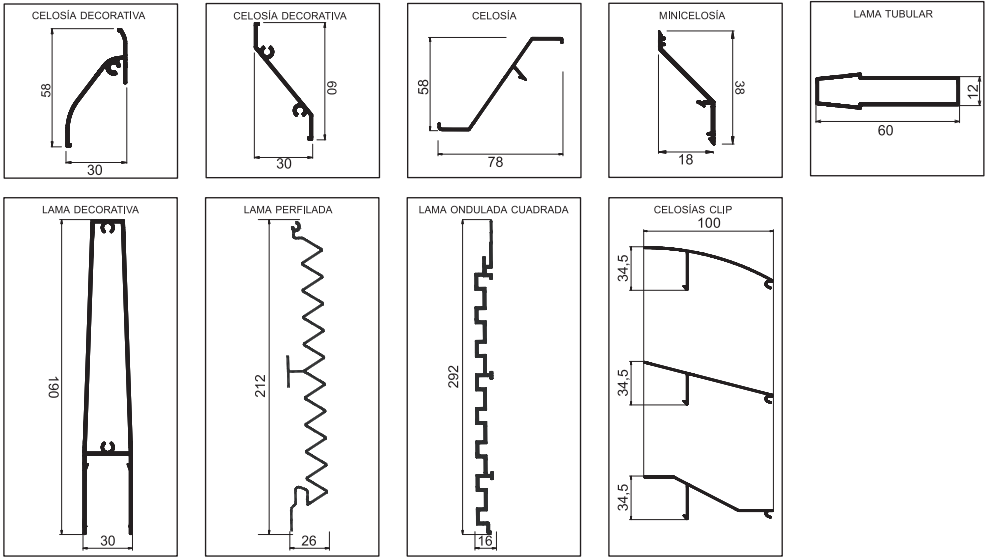 CELOSÍA DECORATIVA
58
30
CELOSÍA DECORATIVA
60
30
CELOSÍA
58
78
MINICELOSÍA
38
18
LAMA TUBULAR
12
60
LAMA DECORATIVA
190
30
LAMA PERFILADA
212
26
LAMA ONDULADA CUADRADA
292
16
CELOSÍAS CLIP
100
34,5
34,5
34,5